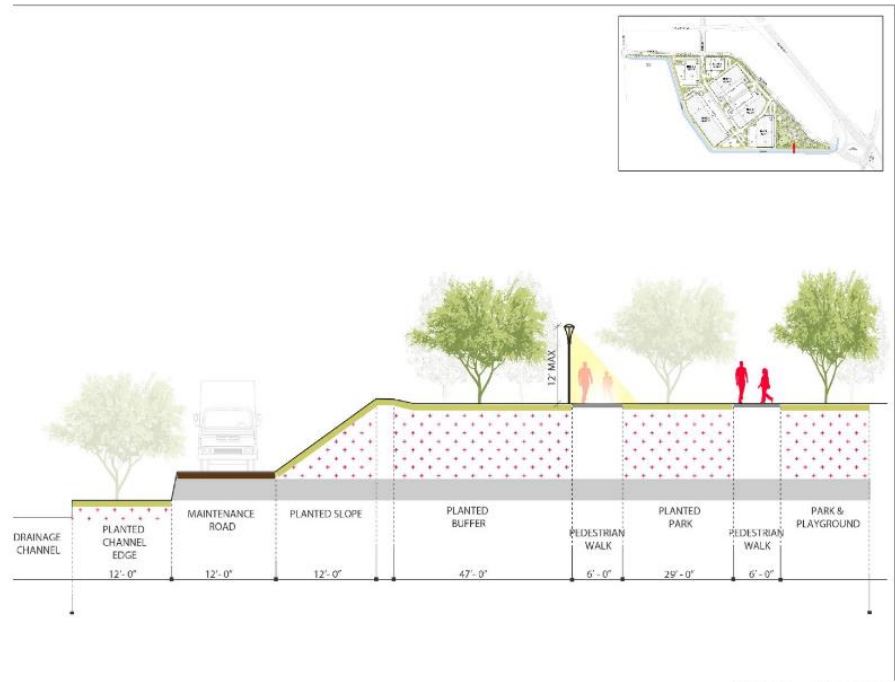 12' MAX
DRAINAGE
CHANNEL
PLANTED
CHANNEL
EDGE
MAINTENANCE
ROAD
PLANTED SLOPE
PLANTED
BUFFER
PEDESTRIAN
WALK
PLANTED
PARK
PEDESTRIAN
WALK
PARK &
PLAYGROUND
12'- 0"
12'- 0"
12'- 0"
47'- 0"
6' - 0"
29' - 0"
6' - 0"